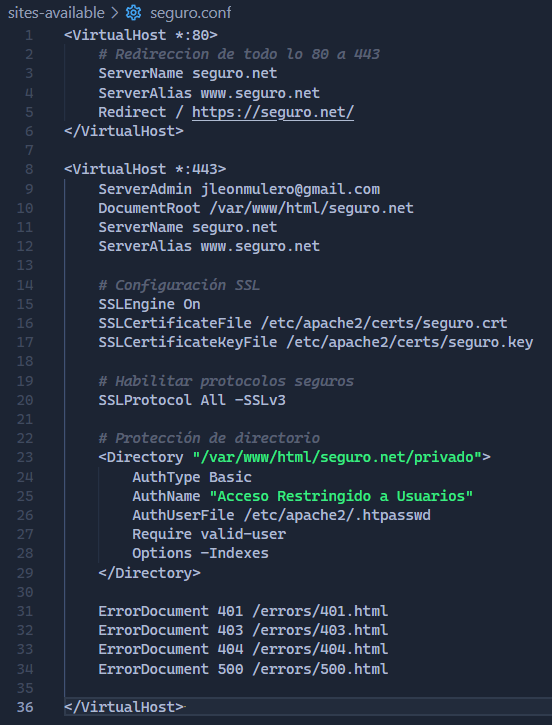 sites-available > seguro.conf
1 <VirtualHost *:80>
2 # Redireccion de todo lo 80 a 443
3 ServerName seguro.net
4 ServerAlias www.seguro.net
5 Redirect / https://seguro.net/
6 </VirtualHost>
7
8 <VirtualHost *:443>
9 ServerAdmin jleonmulero@gmail.com
10 DocumentRoot /var/www/html/seguro.net
11 ServerName seguro.net
12 ServerAlias www.seguro.net
13
14 # Configuración SSL
15 SSLEngine On
16 SSLCertificateFile /etc/apache2/certs/seguro.crt
17 SSLCertificateKeyFile /etc/apache2/certs/seguro.key
18
19 # Habilitar protocolos seguros
20 SSLProtocol All -SSLv3
21
22 # Protección de directorio
23 <Directory "/var/www/html/seguro.net/privado">
24 AuthType Basic
25 AuthName "Acceso Restringido a Usuarios"
26 AuthUserFile /etc/apache2/.htpasswd
27 Require valid-user
28 Options -Indexes
29 </Directory>
30
31 ErrorDocument 401 /errors/401.html
32 ErrorDocument 403 /errors/403.html
33 ErrorDocument 404 /errors/404.html
34 ErrorDocument 500 /errors/500.html
35
36 </VirtualHost>